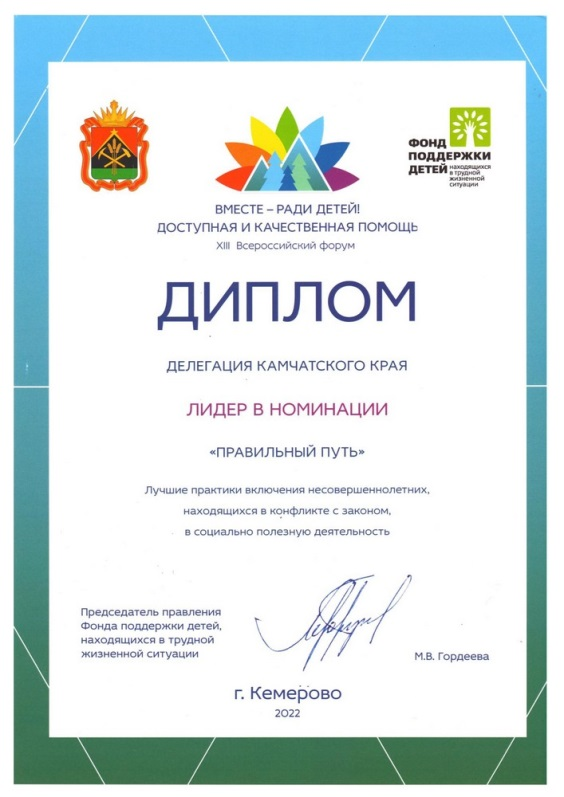 ФОНД
ПОДДЕРЖКИ
ДЕТЕЙ находящихся
в трудной
жизненной
ситуации
ВМЕСТЕ – РАДИ ДЕТЕЙ!
ДОСТУПНАЯ И КАЧЕСТВЕННАЯ ПОМОЩЬ
XIII Всероссийский форум
ДИПЛОМ
ДЕЛЕГАЦИЯ КАМЧАТСКОГО КРАЯ
ЛИДЕР В НОМИНАЦИИ
«ПРАВИЛЬНЫЙ ПУТЬ»
Лучшие практики включения несовершеннолетних,
находящихся в конфликте с законом,
в социально полезную деятельность
Председатель правления
Фонда поддержки детей,
находящихся в трудной
жизненной ситуации
М.В. Гордеева
г. Кемерово
2022